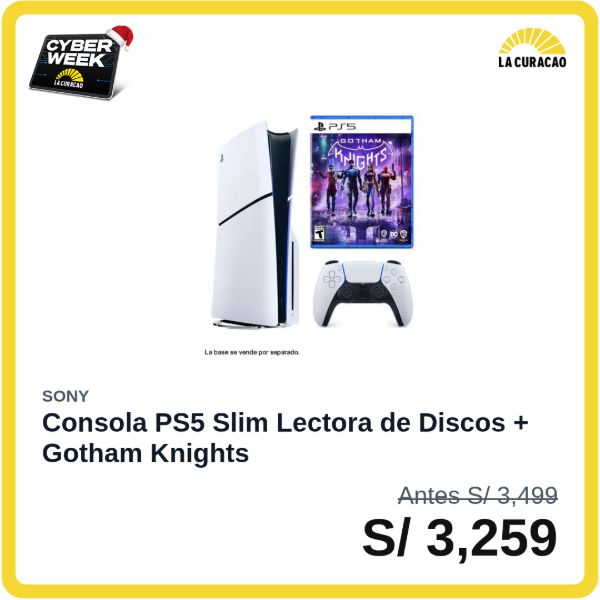 CYBER
WEEK
LA CURACAO
LA CURACAO
PS5
GOTHAM
KNIGHTS
La base se vende por separado.
SONY
Consola PS5 Slim Lectora de Discos +
Gotham Knights
Antes S/ 3,499
S/ 3,259